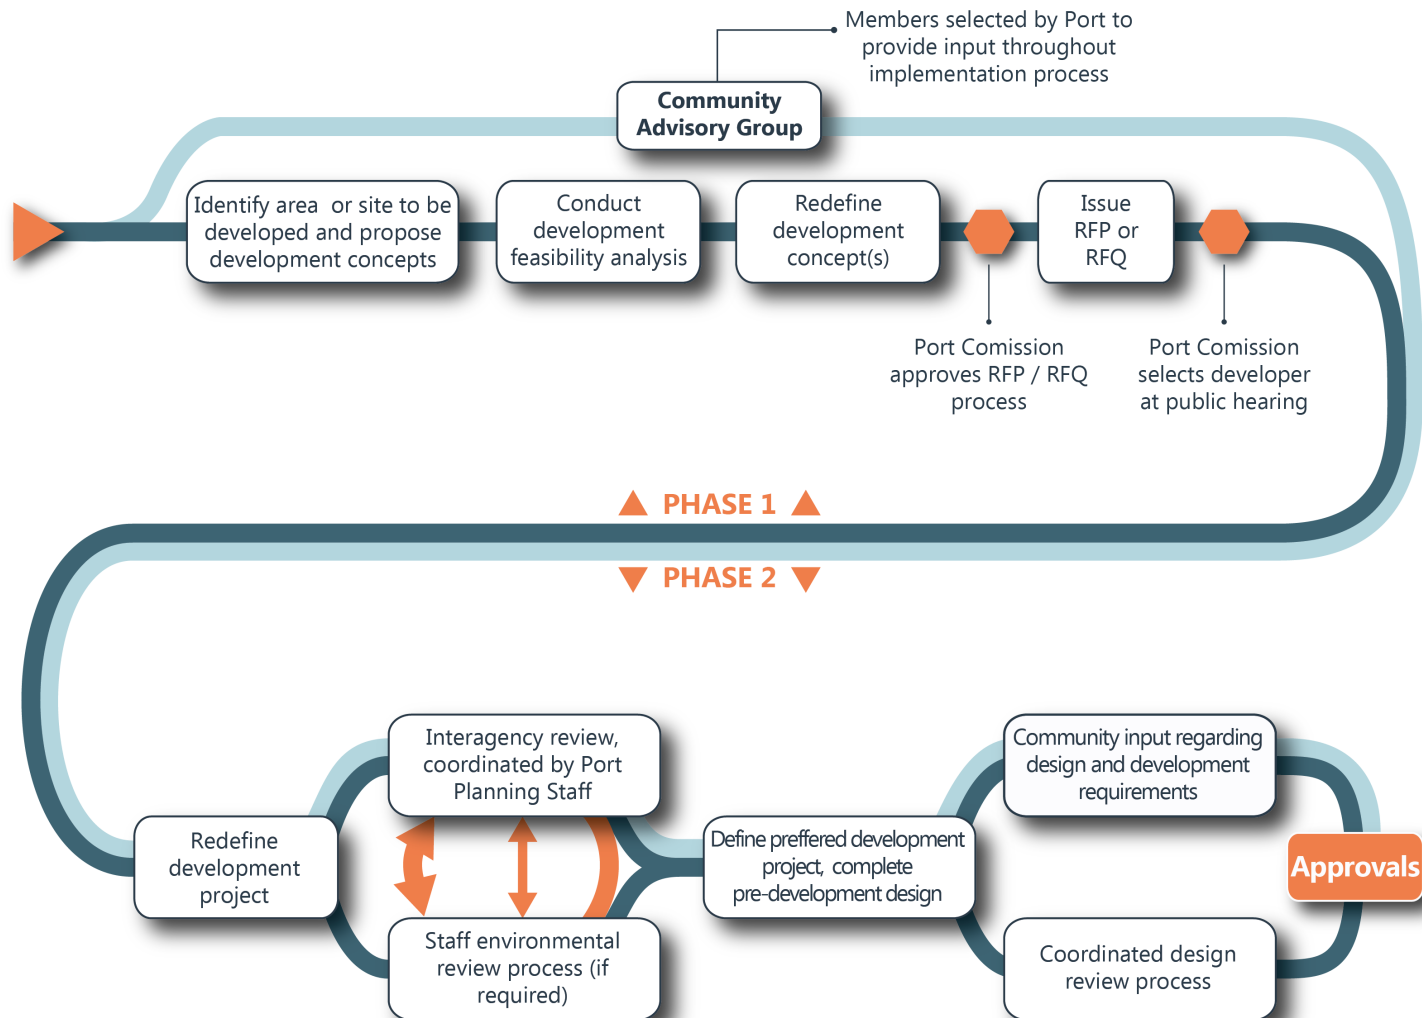 Members selected by Port to
provide input throughout
implementation process
Community
Advisory Group
Identify area or site to be
developed and propose
development concepts
Conduct
development
feasibility analysis
Redefine
development
concept(s)
Issue
RFP or
RFQ
Port Comission
approves RFP / RFQ
process
Port Comission
selects developer
at public hearing
PHASE 1
PHASE 2
Redefine
development
project
Interagency review,
coordinated by Port
Planning Staff
Staff environmental
review process (if
required)
Define preffered development
project, complete
pre-development design
Community input regarding
design and development
requirements
Coordinated design
review process
Approvals